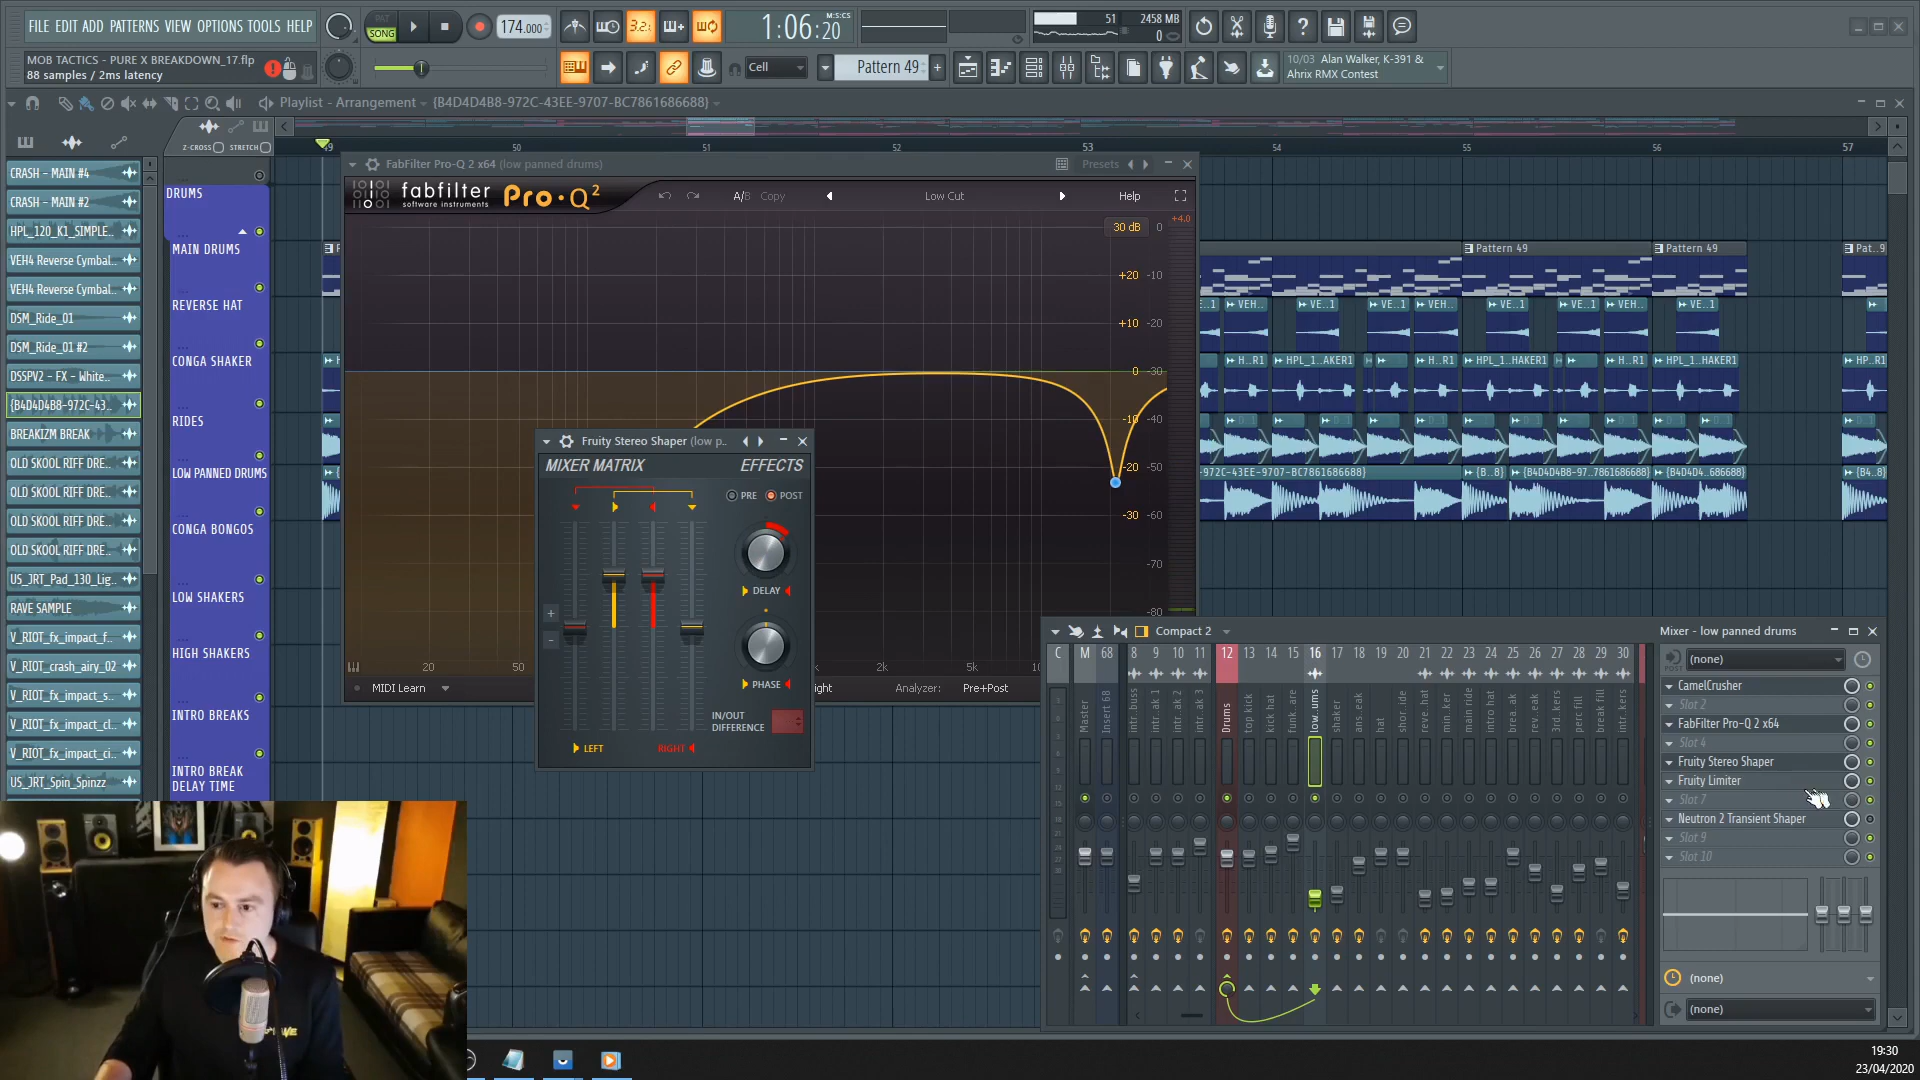 FILE EDIT ADD PATTERNS VIEW OPTIONS TOOLS HELP
PAT
SONG
174.000
3.2.
1:06:20
M:S:CS
51
2458 MB
0
MOB TACTICS - PURE X BREAKDOWN_17.flp
88 samples / 2ms latency
Cell
Pattern 49
10/03 Alan Walker, K-391 &
Ahrix RMX Contest
Playlist - Arrangement
{B4D4D4B8-972C-43EE-9707-BC7861686688}
Z-CROSS
STRETCH
49
50
51
52
53
54
55
56
57
CRASH - MAIN #4
CRASH - MAIN #2
HPL_120_K1_SIMPLE..
VEH4 Reverse Cymbal..
VEH4 Reverse Cymbal..
DSM_Ride_01
DSM_Ride_01 #2
DSSPV2 - FX - White..
{B4D4D4B8-972C-43..
BREAKIZM BREAK
OLD SKOOL RIFF DRE..
OLD SKOOL RIFF DRE..
OLD SKOOL RIFF DRE..
OLD SKOOL RIFF DRE..
US_JRT_Pad_130_Lig..
RAVE SAMPLE
V_RIOT_fx_impact_f..
V_RIOT_crash_airy_02
V_RIOT_fx_impact_s..
V_RIOT_fx_impact_cl..
V_RIOT_fx_impact_ci..
US_JRT_Spin_Spinzz
DRUMS
MAIN DRUMS
REVERSE HAT
CONGA SHAKER
RIDES
LOW PANNED DRUMS
CONGA BONGOS
LOW SHAKERS
HIGH SHAKERS
INTRO BREAKS
INTRO BREAK
DELAY TIME
FabFilter Pro-Q 2 x64 (low panned drums)
Presets
fabfilter
software instruments
Pro·Q2
A/B
Copy
Low Cut
Help
+4.0
30 dB
0
+20
-10
+10
-20
0
-30
-10
-40
-20
-50
-30
-60
-70
-80
20
50
2k
5k
MIDI Learn
Analyzer:
Pre+Post
Fruity Stereo Shaper (low p..
MIXER MATRIX
EFFECTS
PRE
POST
DELAY
PHASE
IN/OUT
DIFFERENCE
LEFT
RIGHT
Pattern 49
Pattern 49
Pat..9
VEH..
VE..1
VE..1
VEH..
VE..1
VE..1
VEH..
VE..1
H..R1
HPL_1..AKER1
H..R1
HPL_1...HAKER1
H..R1
HPL_1...HAKER1
HP..R1
972C-43EE-9707-BC7861686688}
{B..8}
{B4D4D4B8-97..7861686688}
{B4D4D4..686688}
{B4..8}
Compact 2
Mixer - low panned drums
C
M
68
8
9
10
11
12
13
14
15
16
17
18
19
20
21
22
23
24
25
26
27
28
29
30
Master
Insert 68
intr.buss
intr..ak 1
intr..ak 2
intr..ak 3
Drums
top kick
kick hat
funk..are
low..ums
shaker
ams..eak
hat
shor..ide
reve..hat
min..ker
main ride
intro hat
brea..ak
rev..eak
3rd..kers
perc fill
break fill
intr..kers
(none)
CamelCrusher
Slot 2
FabFilter Pro-Q 2 x64
Slot 4
Fruity Stereo Shaper
Fruity Limiter
Slot 7
Neutron 2 Transient Shaper
Slot 9
Slot 10
(none)
(none)
19:30
23/04/2020